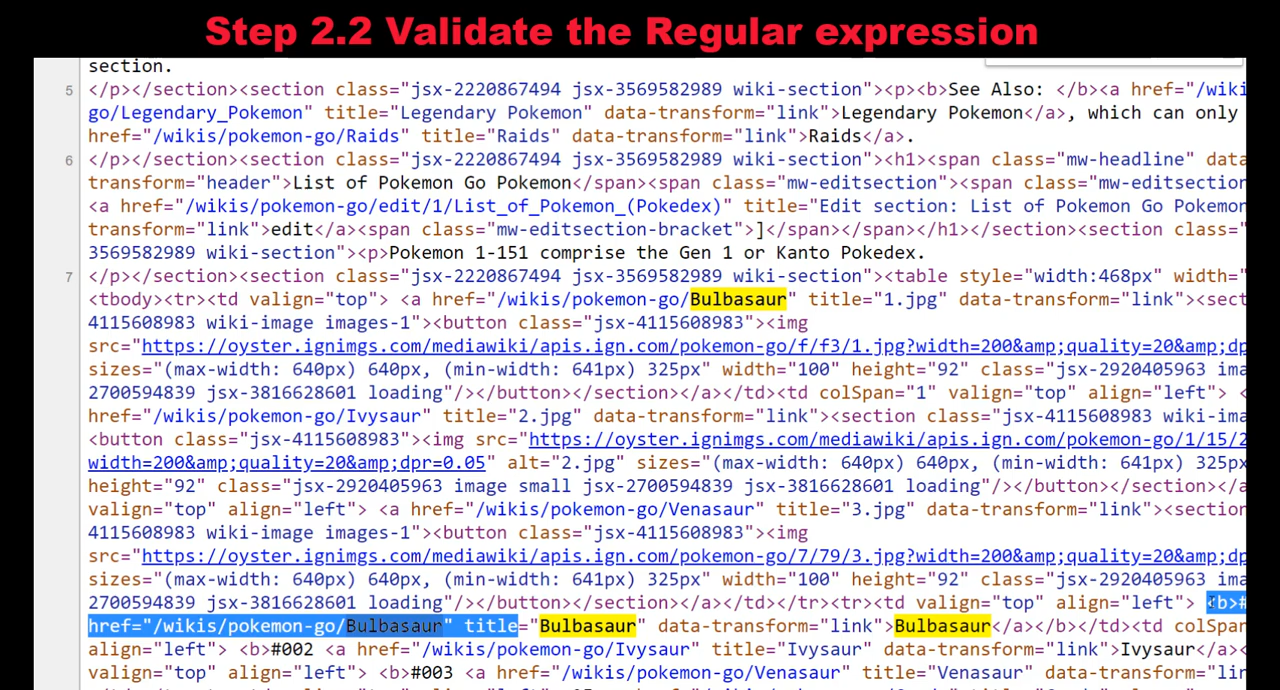 Step 2.2 Validate the Regular expression
section.
5 </p></section><section class="jsx-2220867494 jsx-3569582989 wiki-section"><p><b>See Also: </b><a href="/wiki
go/Legendary_Pokemon" title="Legendary Pokemon" data-transform="link">Legendary Pokemon</a>, which can only
href="/wikis/pokemon-go/Raids" title="Raids" data-transform="link">Raids</a>.
6 </p></section><section class="jsx-2220867494 jsx-3569582989 wiki-section"><h1><span class="mw-headline" data
transform="header">List of Pokemon Go Pokemon</span><span class="mw-editsection"><span class="mw-editsection
<a href="/wikis/pokemon-go/edit/1/List_of_Pokemon_(Pokedex)" title="Edit section: List of Pokemon Go Pokemon
transform="link">edit</a><span class="mw-editsection-bracket">]</span></span></h1></section><section class="
3569582989 wiki-section"><p>Pokemon 1-151 comprise the Gen 1 or Kanto Pokedex.
7 </p></section><section class="jsx-2220867494 jsx-3569582989 wiki-section"><table style="width:468px" width="
<tbody><tr><td valign="top"> <a href="/wikis/pokemon-go/Bulbasaur" title="1.jpg" data-transform="link"><sect
4115608983 wiki-image images-1"><button class="jsx-4115608983"><img
src="https://oyster.ignimgs.com/mediawiki/apis.ign.com/pokemon-go/f/f3/1.jpg?width=200&amp;quality=20&amp;dp
sizes="(max-width: 640px) 640px, (min-width: 641px) 325px" width="100" height="92" class="jsx-2920405963 ima
2700594839 jsx-3816628601 loading"/></button></section></a></td><td colSpan="1" valign="top" align="left"> <
href="/wikis/pokemon-go/Ivysaur" title="2.jpg" data-transform="link"><section class="jsx-4115608983 wiki-ima
<button class="jsx-4115608983"><img src="https://oyster.ignimgs.com/mediawiki/apis.ign.com/pokemon-go/1/15/2
width=200&amp;quality=20&amp;dpr=0.05" alt="2.jpg" sizes="(max-width: 640px) 640px, (min-width: 641px) 325px
height="92" class="jsx-2920405963 image small jsx-2700594839 jsx-3816628601 loading"/></button></section></a
valign="top" align="left"> <a href="/wikis/pokemon-go/Venasaur" title="3.jpg" data-transform="link"><section
4115608983 wiki-image images-1"><button class="jsx-4115608983"><img
src="https://oyster.ignimgs.com/mediawiki/apis.ign.com/pokemon-go/7/79/3.jpg?width=200&amp;quality=20&amp;dp
sizes="(max-width: 640px) 640px, (min-width: 641px) 325px" width="100" height="92" class="jsx-2920405963 ima
2700594839 jsx-3816628601 loading"/></button></section></a></td></tr><tr><td valign="top" align="left"> <b>#
href="/wikis/pokemon-go/Bulbasaur" title="Bulbasaur" data-transform="link">Bulbasaur</a></b></td><td colSpan
align="left"> <b>#002 <a href="/wikis/pokemon-go/Ivysaur" title="Ivysaur" data-transform="link">Ivysaur</a><
valign="top" align="left"> <b>#003 <a href="/wikis/pokemon-go/Venasaur" title="Venasaur" data-transform="lin